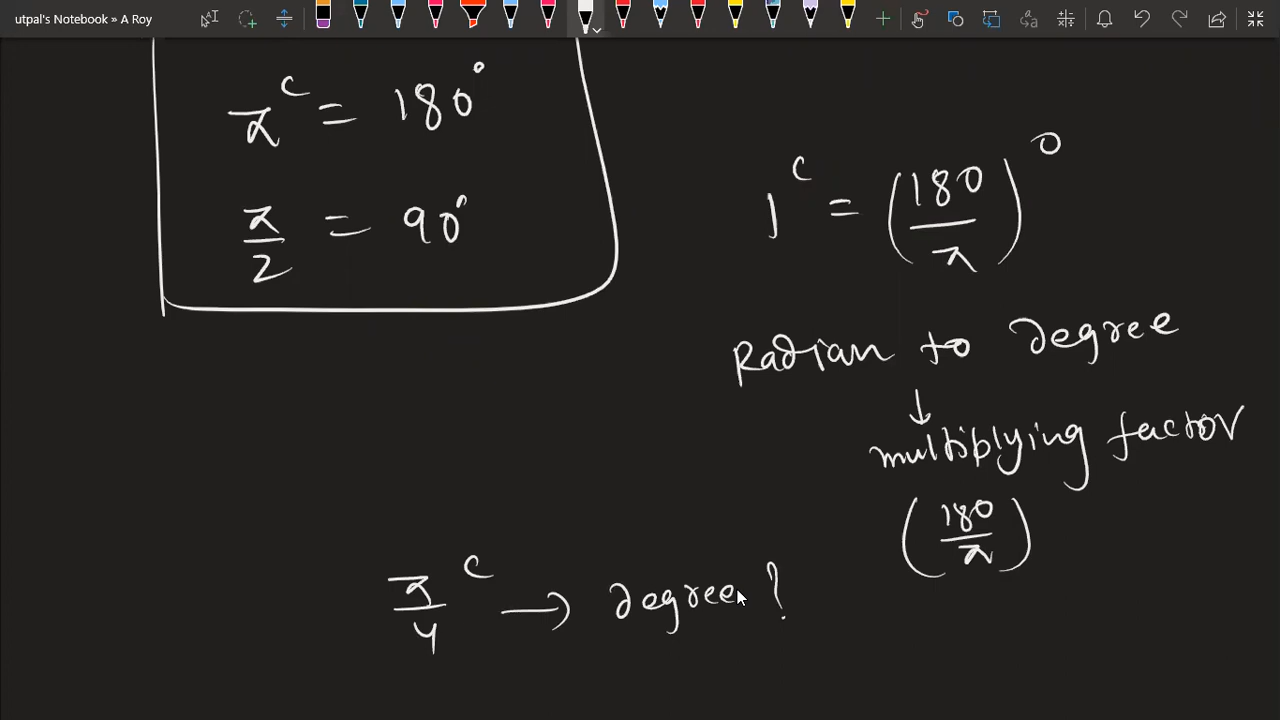 utpal's Notebook » A Roy
π^c = 180°
π/2 = 90°
1^c = (180/π)°
Radian to degree
↓
multiplying factor
(180/π)
π/4^c → degree?